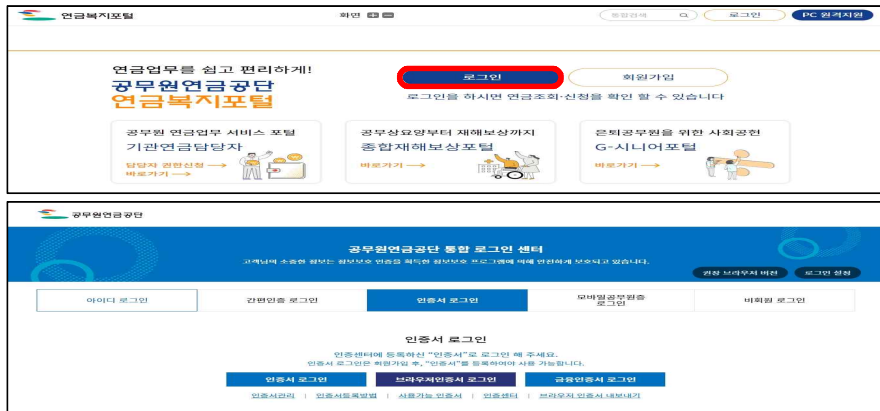 연금복지포털
화면
통합검색
로그인
PC 원격지원
연금업무를 쉽고 편리하게!
공무원연금공단
연금복지포털
로그인
회원가입
로그인을 하시면 연금조회·신청을 확인 할 수 있습니다
공무원 연금업무 서비스 포털
기관연금담당자
담당자 권한신청 →
바로가기 →
공무상요양부터 재해보상까지
종합재해보상포털
바로가기 →
은퇴공무원을 위한 사회공헌
G-시니어포털
바로가기 →
공무원연금공단
공무원연금공단 통합 로그인 센터
고객님의 소중한 정보는 정보보호 인증을 획득한 정보보호 프로그램에 의해 안전하게 보호되고 있습니다.
권장 브라우저 버전
로그인 설정
아이디 로그인
간편인증 로그인
인증서 로그인
모바일공무원증
로그인
비회원 로그인
인증서 로그인
인증센터에 등록하신 "인증서"로 로그인 해 주세요.
인증서 로그인은 회원가입 후, "인증서"를 등록하여야 사용 가능합니다.
인증서 로그인
브라우저인증서 로그인
금융인증서 로그인
인증서관리 | 인증서등록방법 | 사용가능 인증서 | 인증센터 | 브라우저 인증서 내보내기